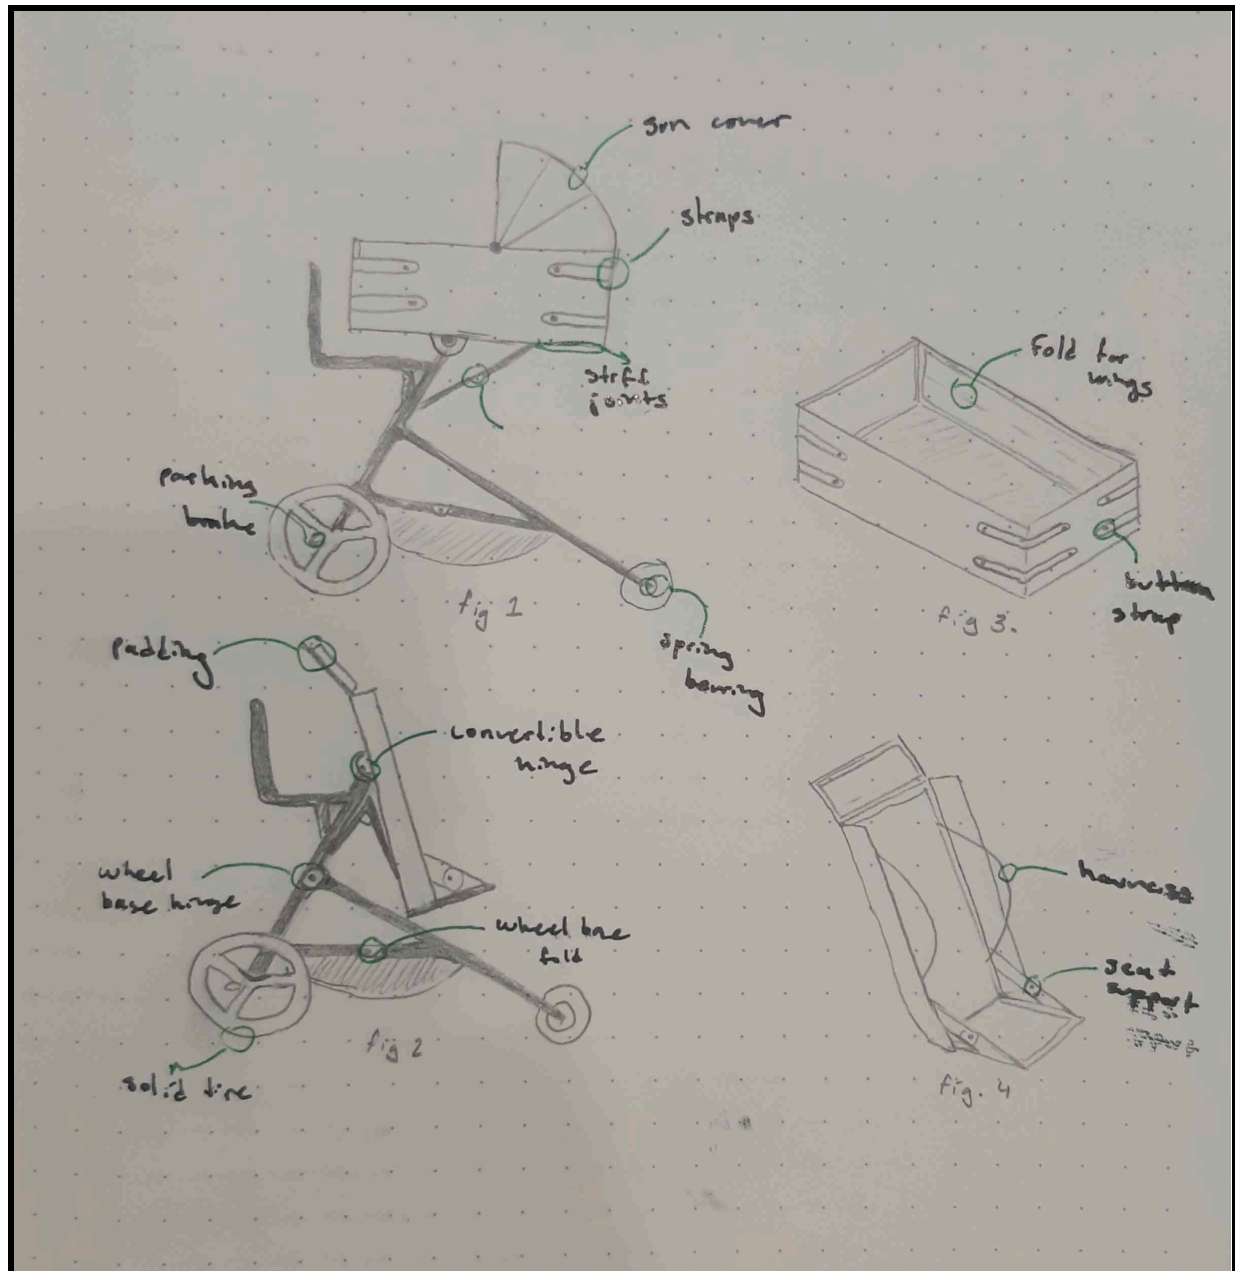 sun cover
straps
stiff
joints
parking
brake
fig 1
spring
bearing
Fold for
wings
button
strap
fig 3.
padding
convertible
hinge
wheel
base hinge
wheel base
fold
solid tire
fig 2
seat
support
fig. 4